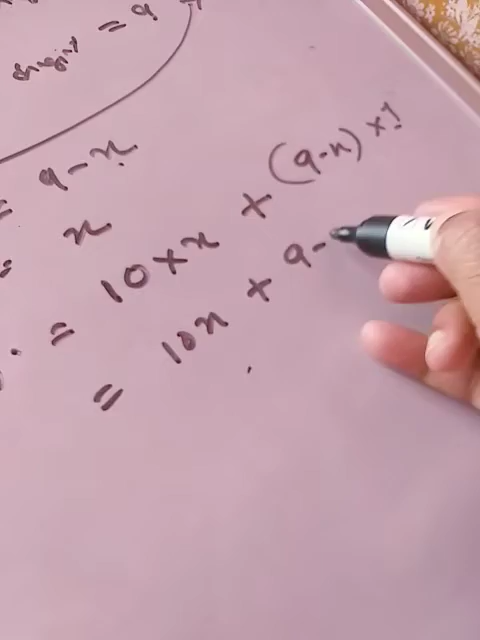 digit = 9
= 9-x
= x
= 10×x + (9-x)×1
= 10x + 9-